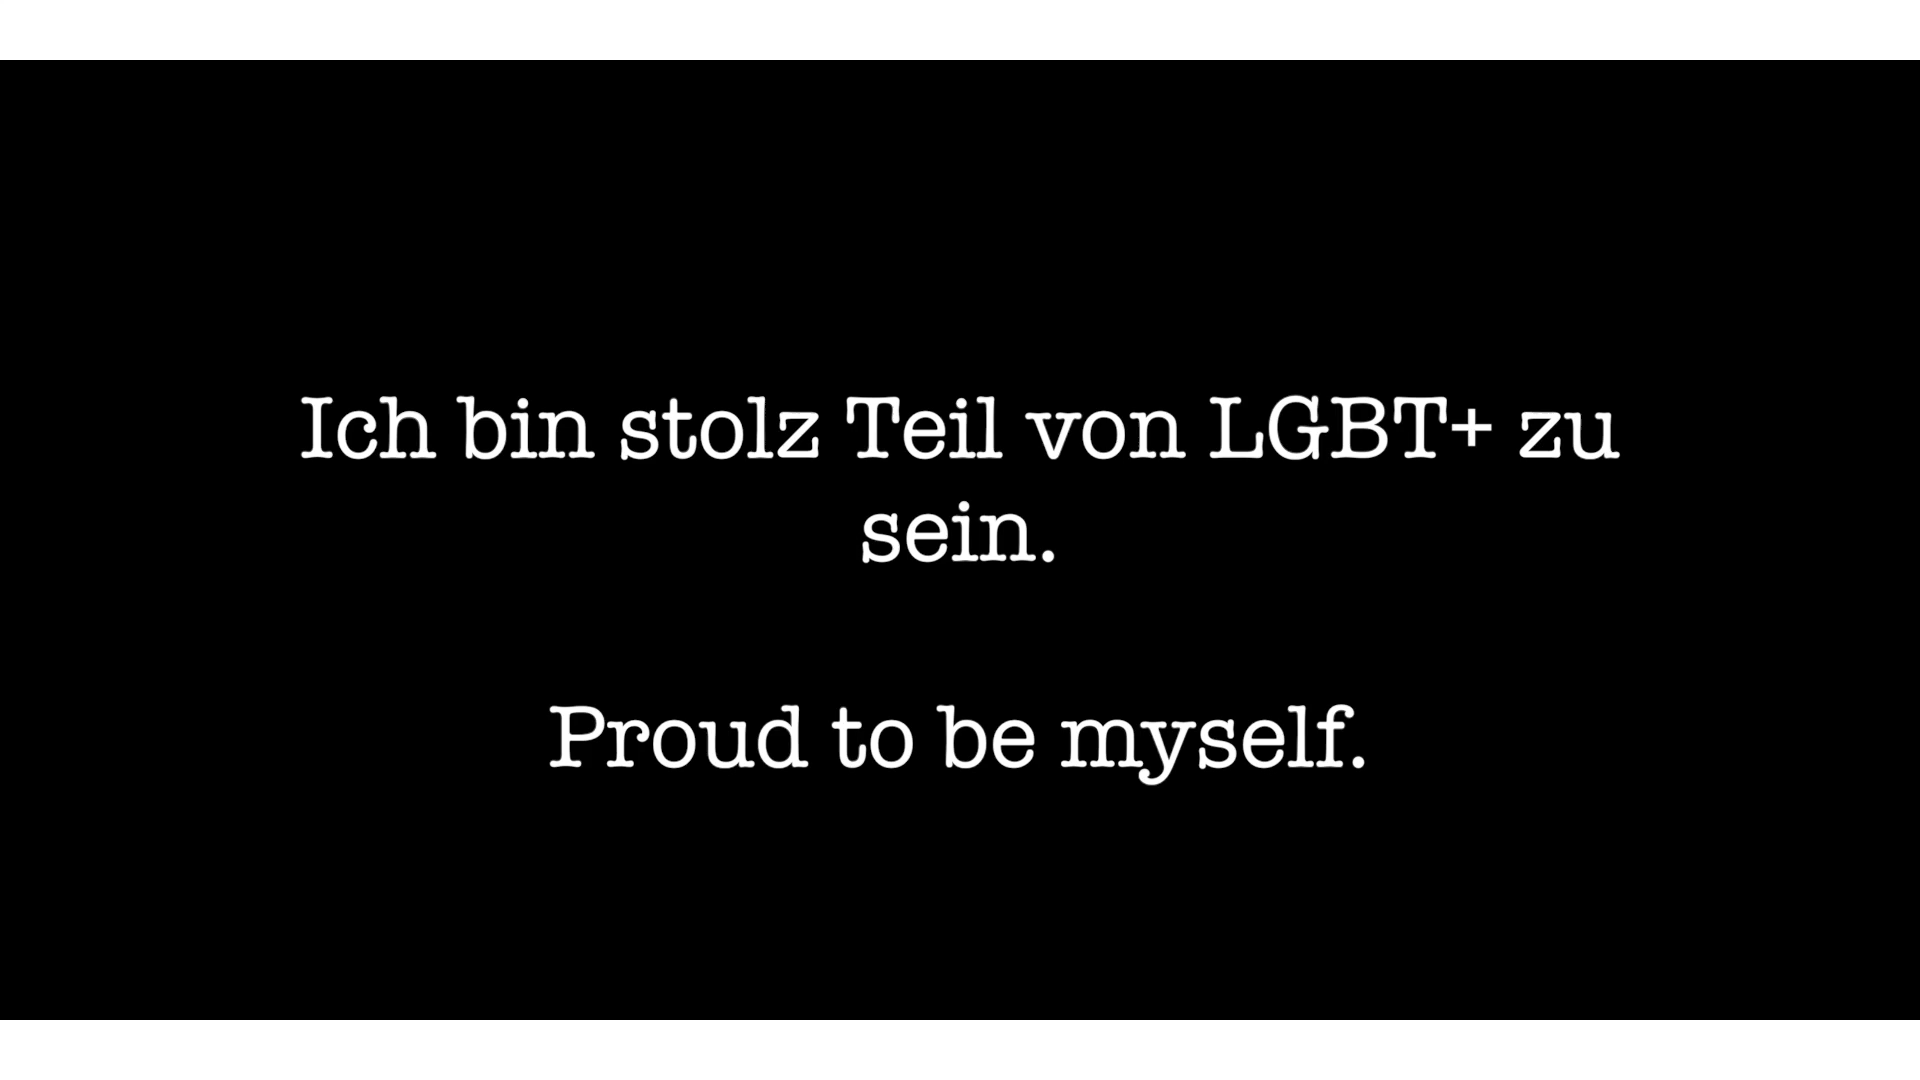 Ich bin stolz Teil von LGBT+ zu
sein.
Proud to be myself.